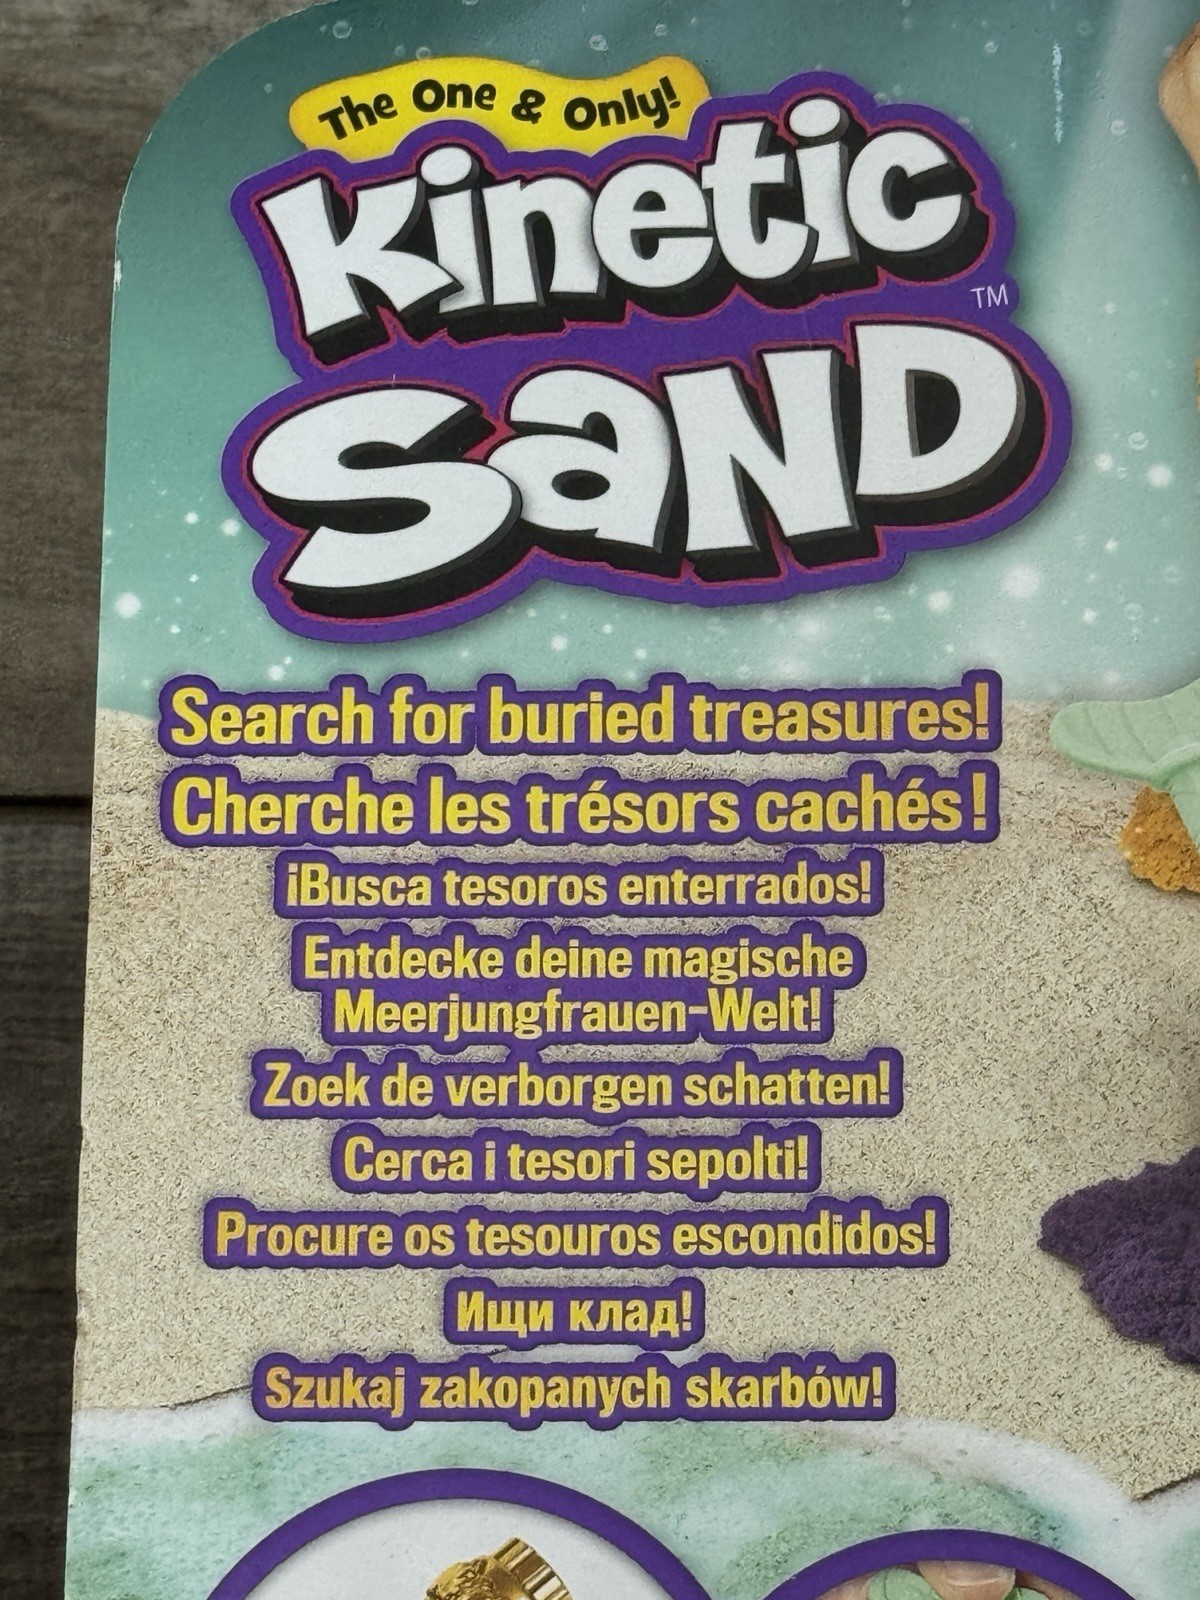 The One & Only!
Kinetic
SaND
TM
Search for buried treasures!
Cherche les trésors cachés !
¡Busca tesoros enterrados!
Entdecke deine magische
Meerjungfrauen-Welt!
Zoek de verborgen schatten!
Cerca i tesori sepolti!
Procure os tesouros escondidos!
Ищи клад!
Szukaj zakopanych skarbów!